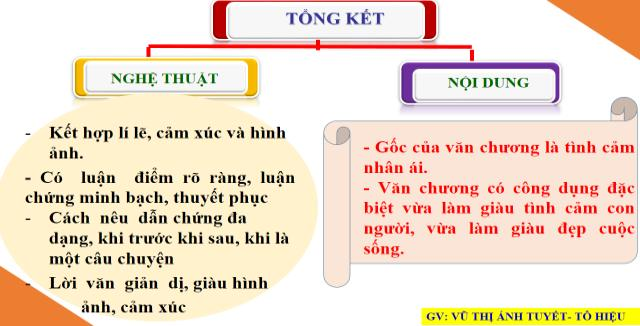 TỔNG KẾT
NGHỆ THUẬT
NỘI DUNG
- Kết hợp lí lẽ, cảm xúc và hình
ảnh.
- Có luận điểm rõ ràng, luận
chứng minh bạch, thuyết phục
- Cách nêu dẫn chứng đa
dạng, khi trước khi sau, khi là
một câu chuyện
- Lời văn giản dị, giàu hình
ảnh, cảm xúc
- Gốc của văn chương là tình cảm
nhân ái.
- Văn chương có công dụng đặc
biệt vừa làm giàu tình cảm con
người, vừa làm giàu đẹp cuộc
sống.
GV: VŨ THỊ ÁNH TUYẾT- TÔ HIỆU